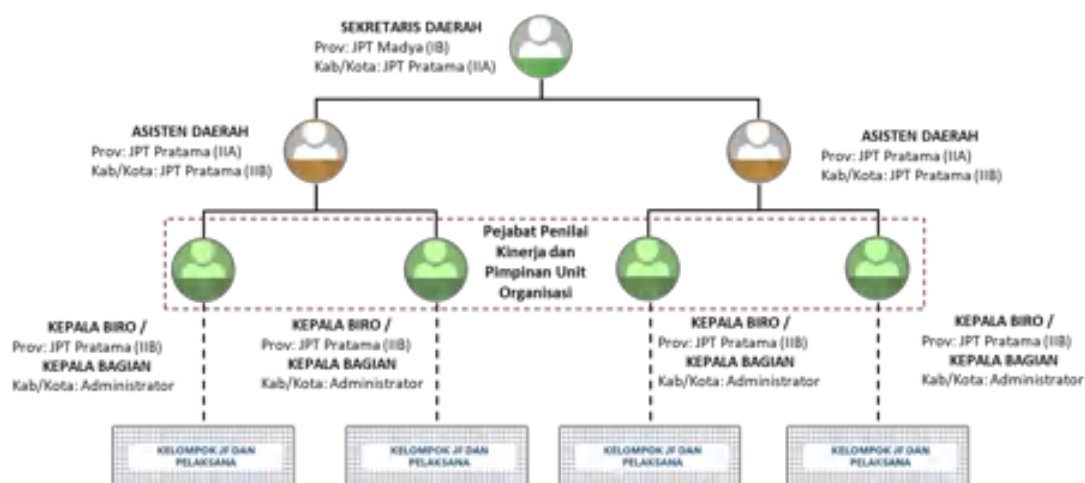 SEKRETARIS DAERAH
Prov: JPT Madya (IB)
Kab/Kota: JPT Pratama (IIA)
ASISTEN DAERAH
Prov: JPT Pratama (IIA)
Kab/Kota: JPT Pratama (IIB)
ASISTEN DAERAH
Prov: JPT Pratama (IIA)
Kab/Kota: JPT Pratama (IIB)
Pejabat Penilai
Kinerja dan
Pimpinan Unit
Organisasi
KEPALA BIRO /
Prov: JPT Pratama (IIB)
KEPALA BAGIAN
Kab/Kota: Administrator
KEPALA BIRO /
Prov: JPT Pratama (IIB)
KEPALA BAGIAN
Kab/Kota: Administrator
KEPALA BIRO /
Prov: JPT Pratama (IIB)
KEPALA BAGIAN
Kab/Kota: Administrator
KEPALA BIRO /
Prov: JPT Pratama (IIB)
KEPALA BAGIAN
Kab/Kota: Administrator
KELOMPOK JF DAN
PELAKSANA
KELOMPOK JF DAN
PELAKSANA
KELOMPOK JF DAN
PELAKSANA
KELOMPOK JF DAN
PELAKSANA